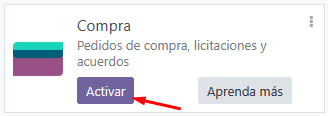 Compra
Pedidos de compra, licitaciones y
acuerdos
Activar
Aprenda más